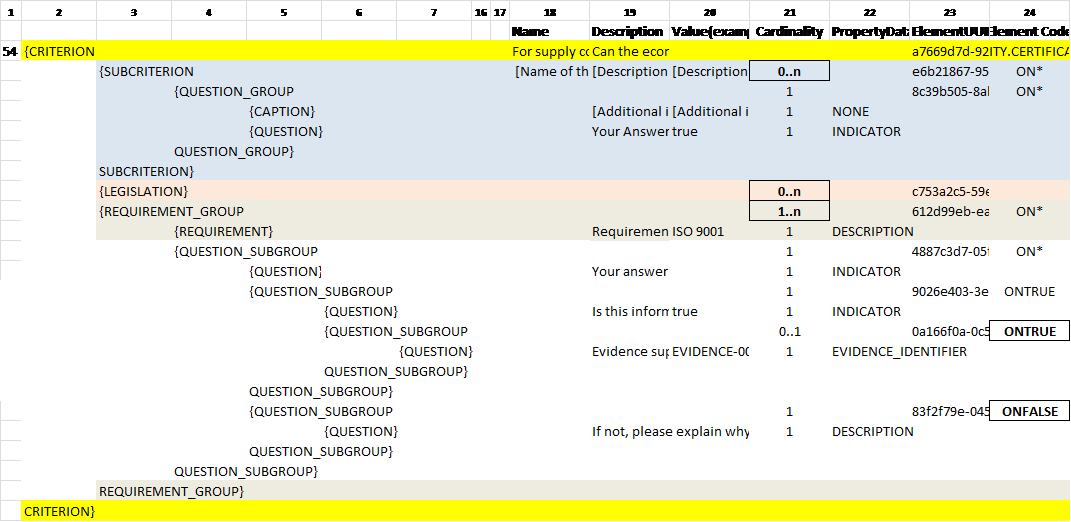 1 2 3 4 5 6 7 16 17 18 19 20 21 22 23 24
Name Description Value(exam Cardinality PropertyData ElementUUI Element Code
54 {CRITERION For supply co Can the ecor a7669d7d-92 ITY.CERTIFICA
{SUBCRITERION [Name of th [Description [Description 0..n e6b21867-95 ON*
{QUESTION_GROUP 1 8c39b505-8al ON*
{CAPTION} [Additional i [Additional i 1 NONE
{QUESTION} Your Answer true 1 INDICATOR
QUESTION_GROUP}
SUBCRITERION}
{LEGISLATION} 0..n c753a2c5-59e
{REQUIREMENT_GROUP 1..n 612d99eb-ea ON*
{REQUIREMENT} Requiremen ISO 9001 1 DESCRIPTION
{QUESTION_SUBGROUP 1 4887c3d7-05f ON*
{QUESTION} Your answer 1 INDICATOR
{QUESTION_SUBGROUP 1 9026e403-3e ONTRUE
{QUESTION} Is this inforn true 1 INDICATOR
{QUESTION_SUBGROUP 0..1 0a166f0a-0c5 ONTRUE
{QUESTION} Evidence sup EVIDENCE-00 1 EVIDENCE_IDENTIFIER
QUESTION_SUBGROUP}
QUESTION_SUBGROUP}
{QUESTION_SUBGROUP 1 83f2f79e-045 ONFALSE
{QUESTION} If not, please explain why 1 DESCRIPTION
QUESTION_SUBGROUP}
QUESTION_SUBGROUP}
REQUIREMENT_GROUP}
CRITERION}